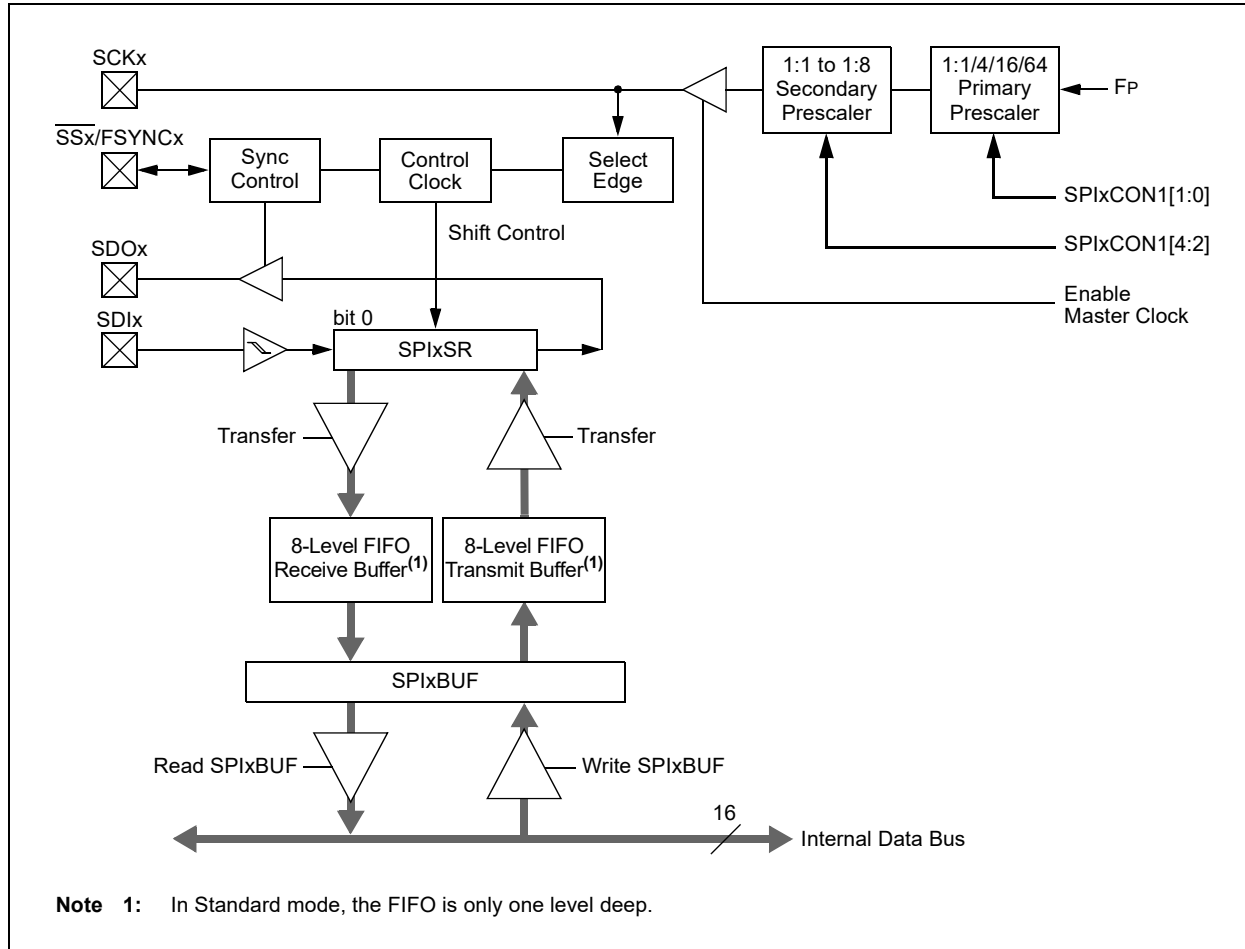 SCKx
SSx/FSYNCx
Sync
Control
Control
Clock
Select
Edge
1:1 to 1:8
Secondary
Prescaler
1:1/4/16/64
Primary
Prescaler
FP
SPIxCON1[1:0]
SPIxCON1[4:2]
Enable
Master Clock
Shift Control
SDOx
SDIx
bit 0
SPIxSR
Transfer
Transfer
8-Level FIFO
Receive Buffer(1)
8-Level FIFO
Transmit Buffer(1)
SPIxBUF
Read SPIxBUF
Write SPIxBUF
16
Internal Data Bus
Note 1: In Standard mode, the FIFO is only one level deep.